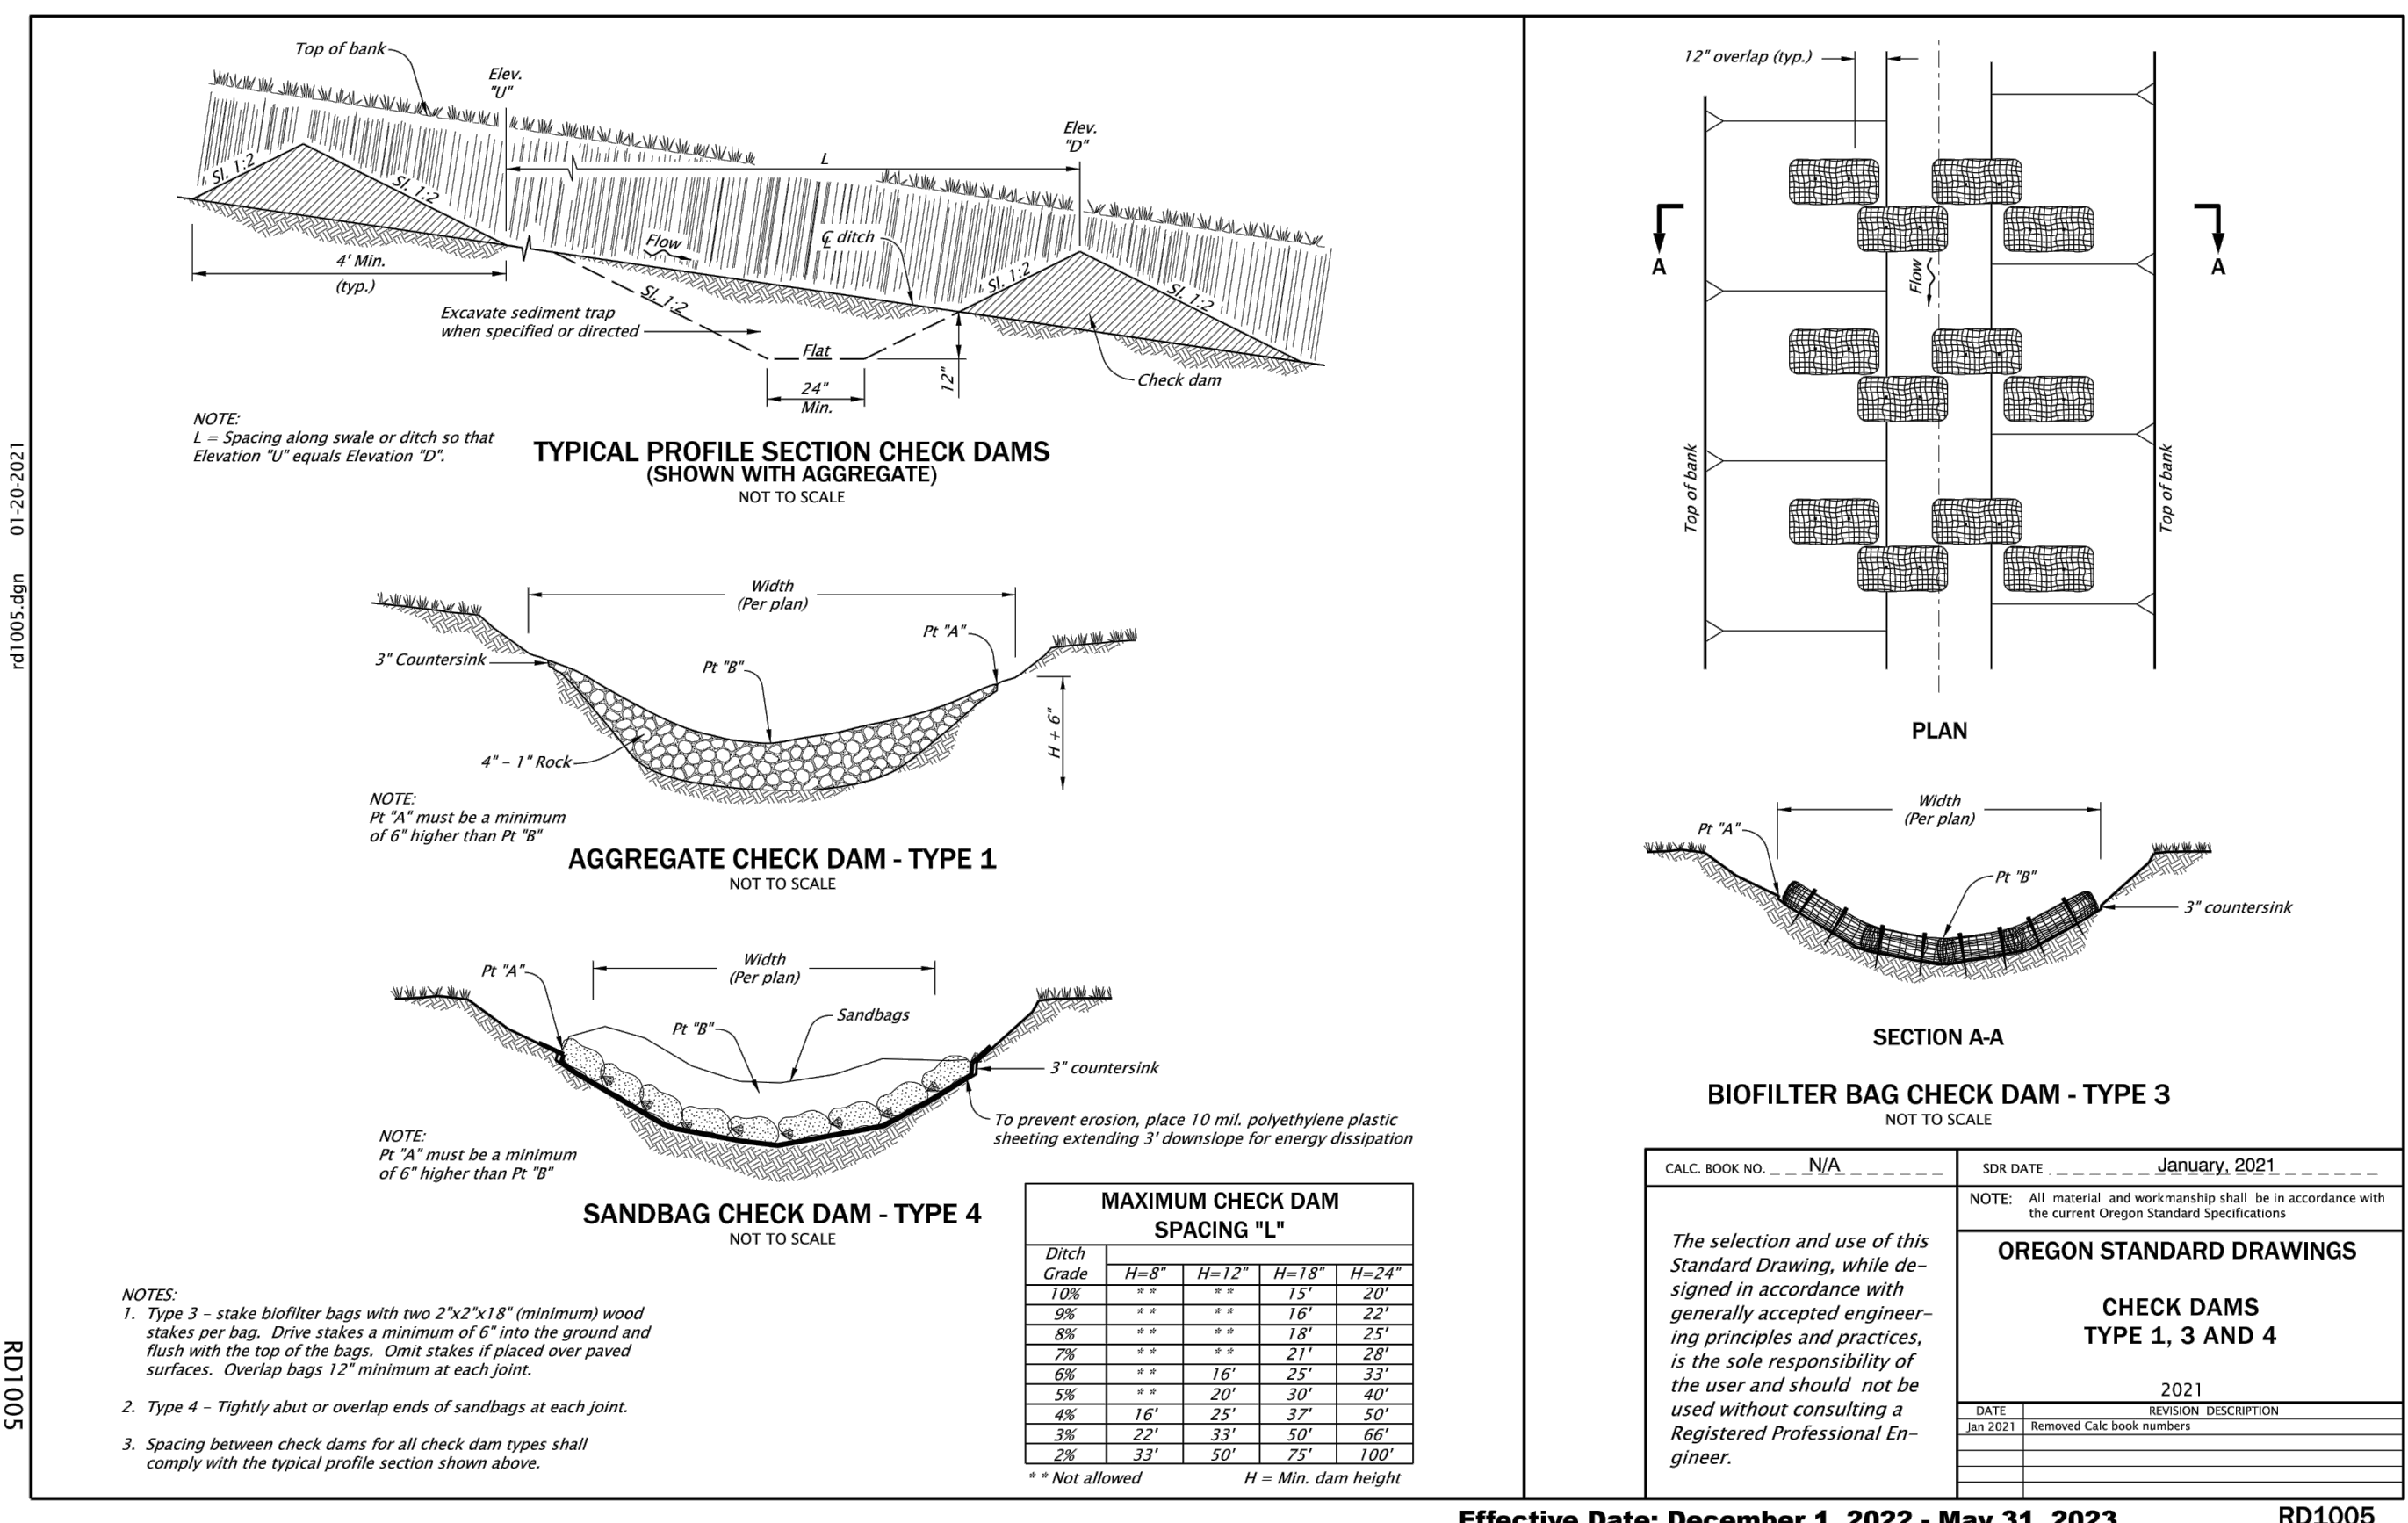 Top of bank
Elev.
"U"
Elev.
"D"
L
Sl. 1:2
Sl. 1:2
Flow
℄ ditch
Sl. 1:2
Sl. 1:2
4' Min.
(typ.)
Sl. 1:2
Excavate sediment trap
when specified or directed
Flat
24"
Min.
12"
Check dam
NOTE:
L = Spacing along swale or ditch so that
Elevation "U" equals Elevation "D".
TYPICAL PROFILE SECTION CHECK DAMS
(SHOWN WITH AGGREGATE)
NOT TO SCALE
Width
(Per plan)
Pt "A"
3" Countersink
Pt "B"
H + 6"
4" - 1" Rock
NOTE:
Pt "A" must be a minimum
of 6" higher than Pt "B"
AGGREGATE CHECK DAM - TYPE 1
NOT TO SCALE
Width
(Per plan)
Pt "A"
Pt "B"
Sandbags
3" countersink
To prevent erosion, place 10 mil. polyethylene plastic
sheeting extending 3' downslope for energy dissipation
NOTE:
Pt "A" must be a minimum
of 6" higher than Pt "B"
SANDBAG CHECK DAM - TYPE 4
NOT TO SCALE
NOTES:
1. Type 3 - stake biofilter bags with two 2"x2"x18" (minimum) wood
stakes per bag. Drive stakes a minimum of 6" into the ground and
flush with the top of the bags. Omit stakes if placed over paved
surfaces. Overlap bags 12" minimum at each joint.
2. Type 4 - Tightly abut or overlap ends of sandbags at each joint.
3. Spacing between check dams for all check dam types shall
comply with the typical profile section shown above.
MAXIMUM CHECK DAM
SPACING "L"
Ditch
Grade H=8" H=12" H=18" H=24"
10% ** ** 15' 20'
9% ** ** 16' 22'
8% ** ** 18' 25'
7% ** ** 21' 28'
6% ** 16' 25' 33'
5% ** 20' 30' 40'
4% 16' 25' 37' 50'
3% 22' 33' 50' 66'
2% 33' 50' 75' 100'
** Not allowed H = Min. dam height
12" overlap (typ.)
A
A
Flow
Top of bank
Top of bank
PLAN
Width
(Per plan)
Pt "A"
Pt "B"
3" countersink
SECTION A-A
BIOFILTER BAG CHECK DAM - TYPE 3
NOT TO SCALE
CALC. BOOK NO. N/A
SDR DATE January, 2021
NOTE: All material and workmanship shall be in accordance with
the current Oregon Standard Specifications
The selection and use of this
Standard Drawing, while de-
signed in accordance with
generally accepted engineer-
ing principles and practices,
is the sole responsibility of
the user and should not be
used without consulting a
Registered Professional En-
gineer.
OREGON STANDARD DRAWINGS
CHECK DAMS
TYPE 1, 3 AND 4
2021
DATE REVISION DESCRIPTION
Jan 2021 Removed Calc book numbers
rd1005.dgn 01-20-2021
RD1005
Effective Date: December 1, 2022 - May 31, 2023
RD1005